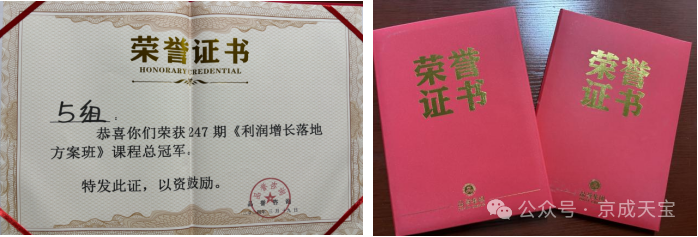 荣誉证书
HONORARY CREDENTIAL
5组:
恭喜你们荣获247期《利润增长落地
方案班》课程总冠军。
特发此证,以资鼓励。
荣誉
证书
荣誉
证书
公众号·京成天宝